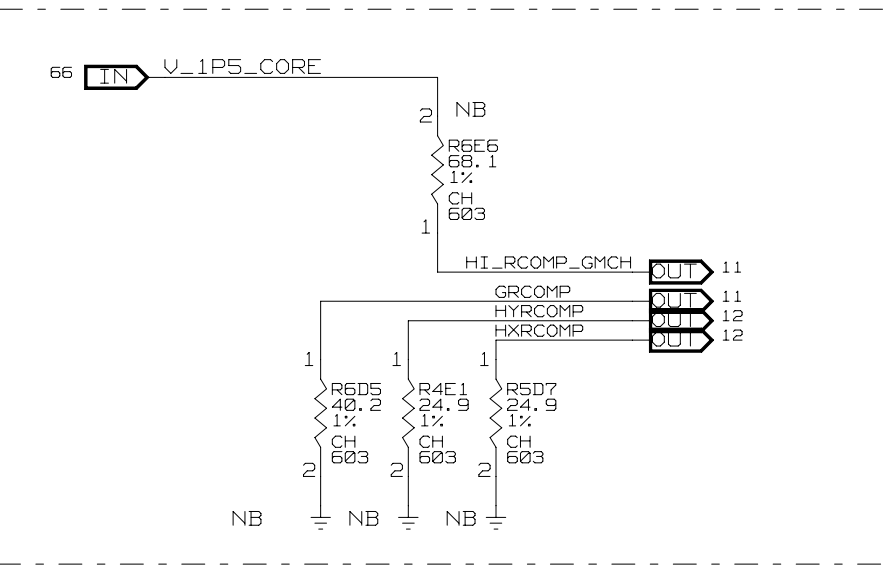 66 IN V_1P5_CORE
2 NB
R6E6
68.1
1%
CH
603
1
HI_RCOMP_GMCH OUT 11
GRCOMP OUT 11
HYRCOMP OUT 12
HXRCOMP OUT 12
1 1 1
R6D5 R4E1 R5D7
40.2 24.9 24.9
1% 1% 1%
CH CH CH
603 603 603
2 2 2
NB NB NB